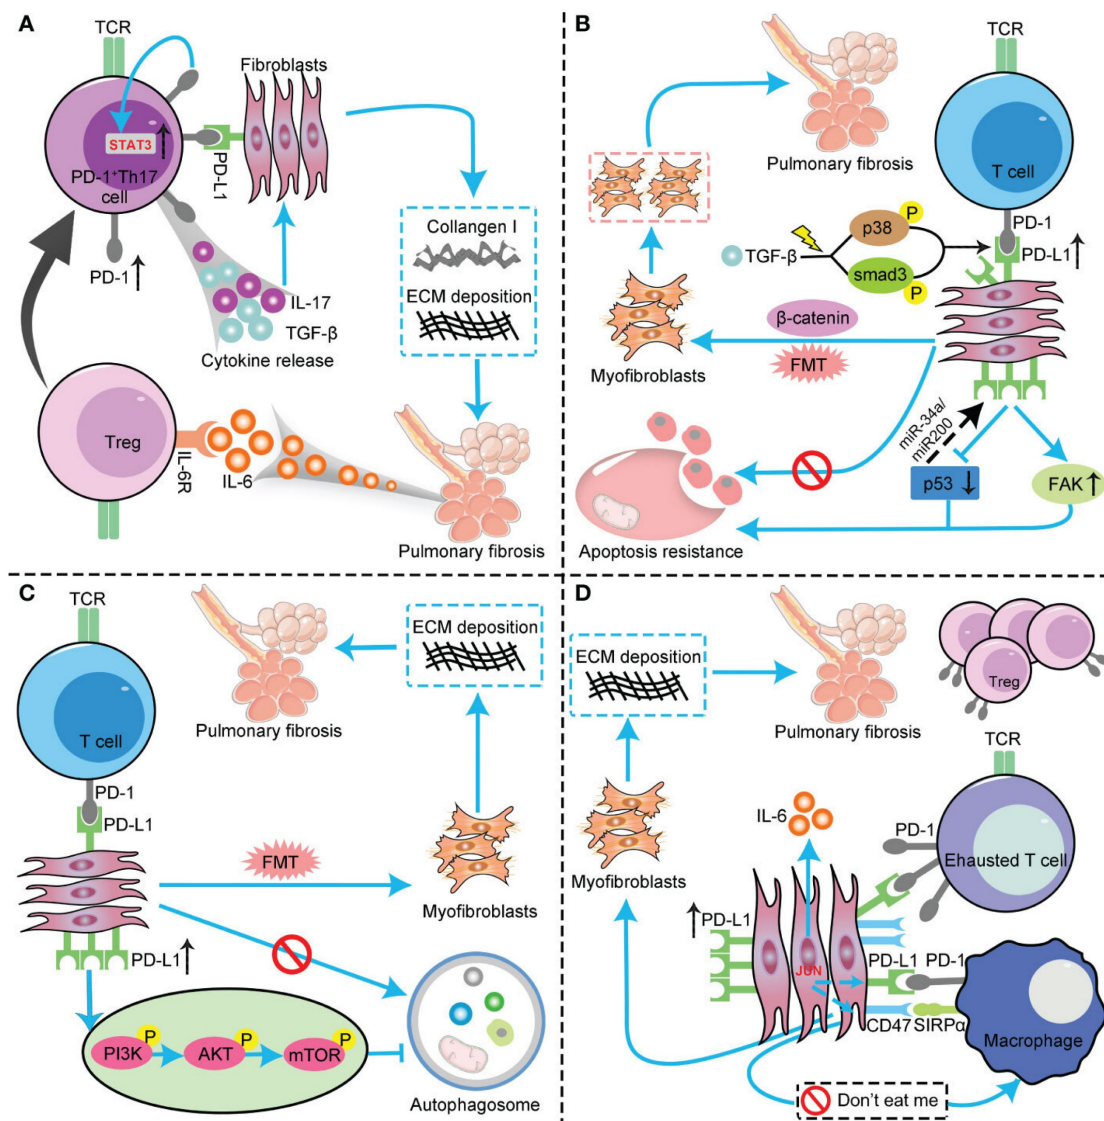 A
TCR
Fibroblasts
STAT3
PD-1+Th17
cell
PD-L1
PD-1
Collagen I
ECM deposition
IL-17
TGF-β
Cytokine release
Treg
IL-6R
IL-6
Pulmonary fibrosis
B
TCR
Pulmonary fibrosis
T cell
PD-1
PD-L1
P
p38
TGF-β
smad3
P
β-catenin
FMT
Myofibroblasts
miR-34a/
miR200
p53
FAK
Apoptosis resistance
C
TCR
ECM deposition
Pulmonary fibrosis
T cell
PD-1
PD-L1
FMT
Myofibroblasts
PD-L1
P
P
P
PI3K
AKT
mTOR
Autophagosome
D
ECM deposition
Pulmonary fibrosis
Treg
TCR
IL-6
PD-1
Ehausted T cell
Myofibroblasts
PD-L1
JUN
PD-L1
PD-1
CD47
SIRPα
Macrophage
Don't eat me